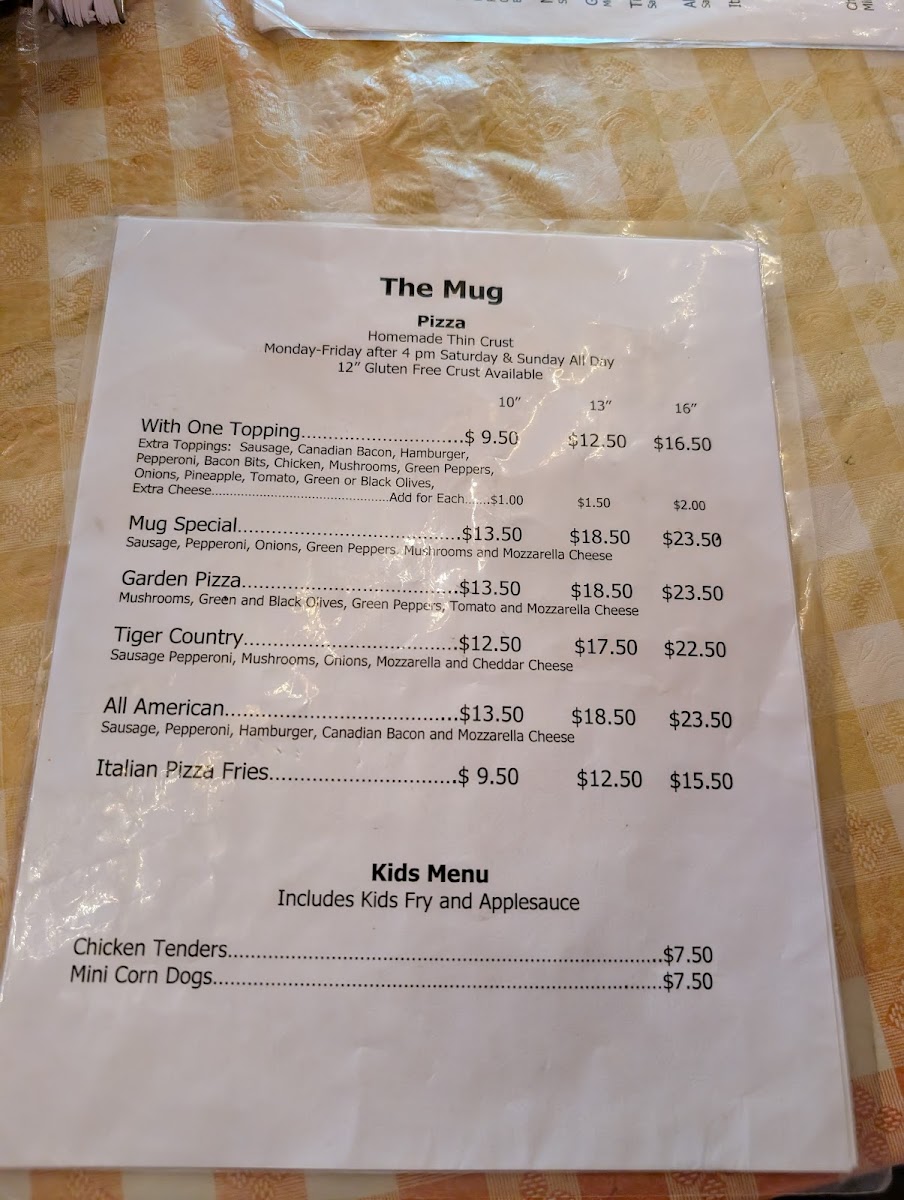 The Mug
Pizza
Homemade Thin Crust
Monday-Friday after 4 pm Saturday & Sunday All Day
12” Gluten Free Crust Available
10” 13” 16”
With One Topping..............................$ 9.50 $12.50 $16.50
Extra Toppings: Sausage, Canadian Bacon, Hamburger,
Pepperoni, Bacon Bits, Chicken, Mushrooms, Green Peppers,
Onions, Pineapple, Tomato, Green or Black Olives,
Extra Cheese.............................................Add for Each.......$1.00 $1.50 $2.00
Mug Special.........................................$13.50 $18.50 $23.50
Sausage, Pepperoni, Onions, Green Peppers, Mushrooms and Mozzarella Cheese
Garden Pizza........................................$13.50 $18.50 $23.50
Mushrooms, Green and Black Olives, Green Peppers, Tomato and Mozzarella Cheese
Tiger Country.......................................$12.50 $17.50 $22.50
Sausage Pepperoni, Mushrooms, Onions, Mozzarella and Cheddar Cheese
All American.........................................$13.50 $18.50 $23.50
Sausage, Pepperoni, Hamburger, Canadian Bacon and Mozzarella Cheese
Italian Pizza Fries.................................$ 9.50 $12.50 $15.50
Kids Menu
Includes Kids Fry and Applesauce
Chicken Tenders..........................................................................$7.50
Mini Corn Dogs............................................................................$7.50